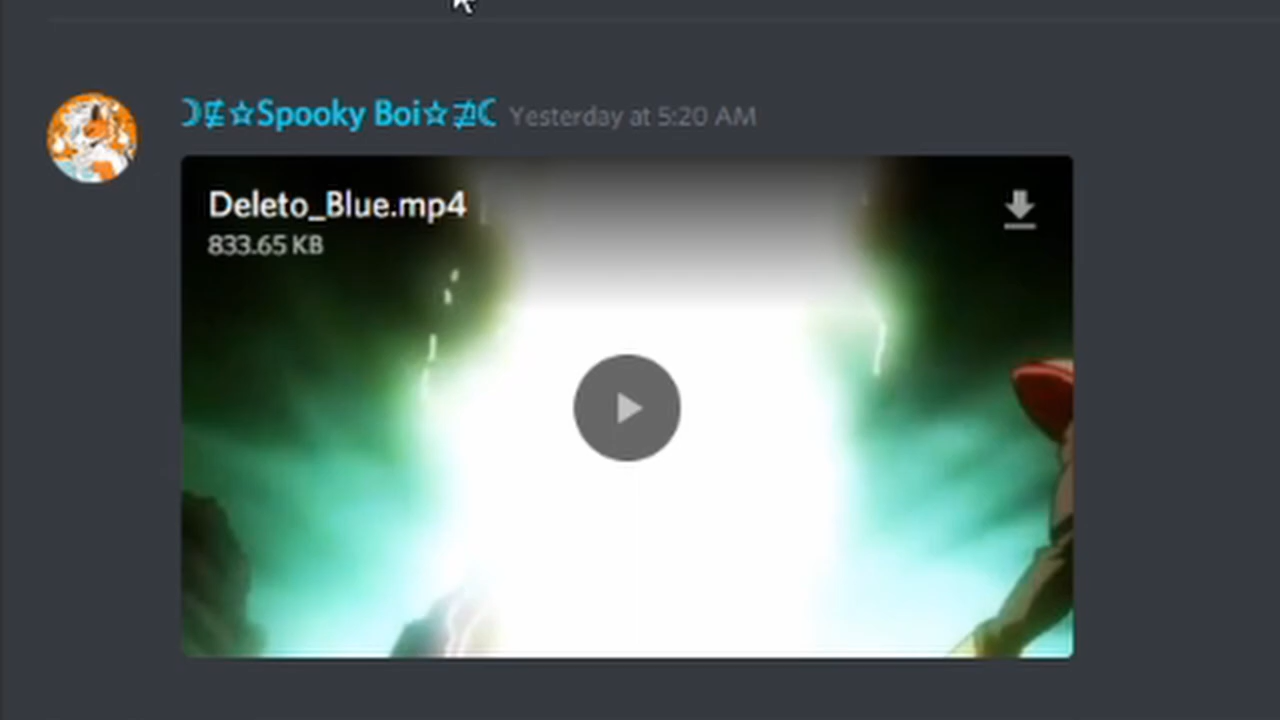 ☽⋢☆Spooky Boi☆⋣☾ Yesterday at 5:20 AM
Deleto_Blue.mp4
833.65 KB